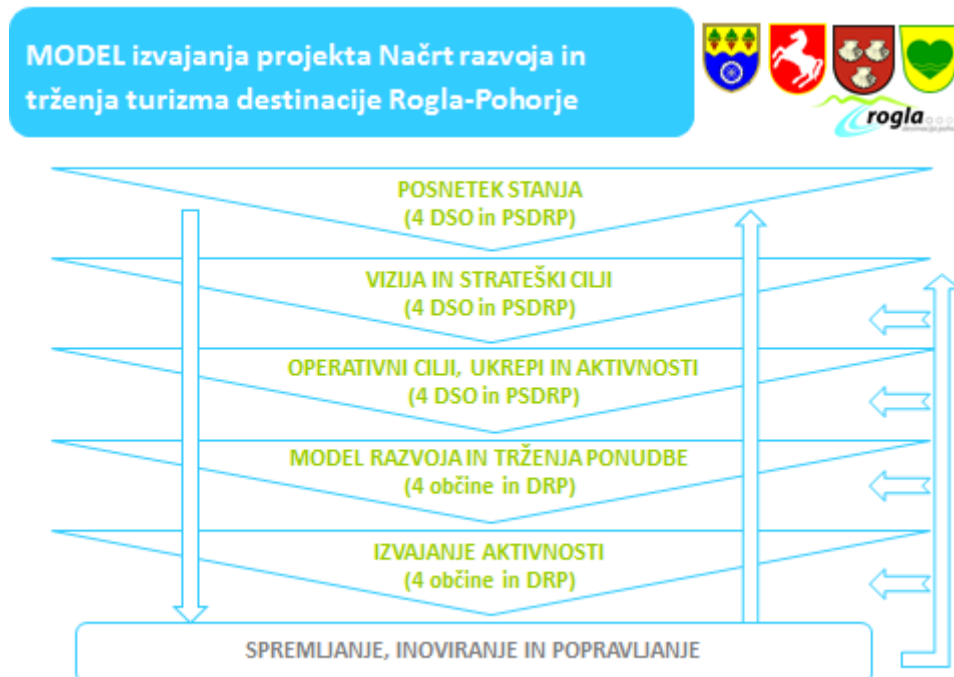 MODEL izvajanja projekta Načrt razvoja in
trženja turizma destinacije Rogla-Pohorje
rogla
POSNETEK STANJA
(4 DSO in PSDRP)
VIZIJA IN STRATEŠKI CILJI
(4 DSO in PSDRP)
OPERATIVNI CILJI, UKREPI IN AKTIVNOSTI
(4 DSO in PSDRP)
MODEL RAZVOJA IN TRŽENJA PONUDBE
(4 občine in DRP)
IZVAJANJE AKTIVNOSTI
(4 občine in DRP)
SPREMLJANJE, INOVIRANJE IN POPRAVLJANJE